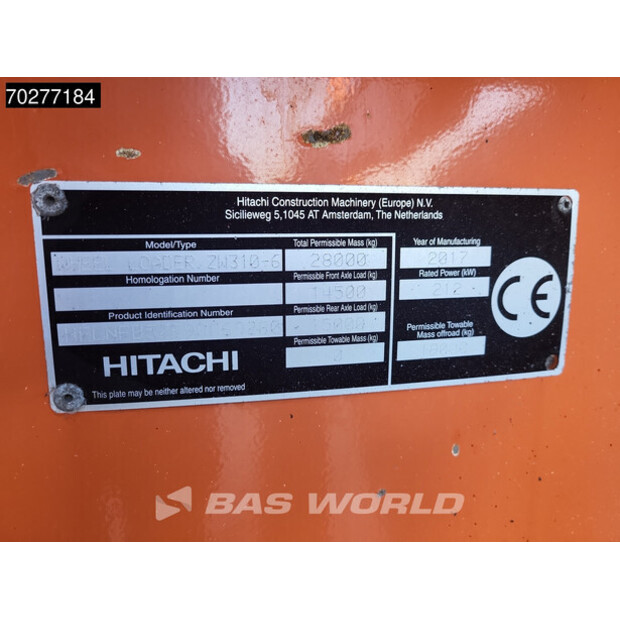 70277184
Hitachi Construction Machinery (Europe) N.V.
Sicilieweg 5,1045 AT Amsterdam, The Netherlands
Model/Type
WHEEL LOADER ZW310-6
Homologation Number
Product Identification Number
HITACHI
This plate may be neither altered nor removed
Total Permissible Mass (kg)
28000
Permissible Front Axle Load (kg)
14500
Permissible Rear Axle Load (kg)
Permissible Towable Mass (kg)
Year of Manufacturing
2017
Rated Power (kW)
212
Permissible Towable
Mass offroad (kg)
CE
BAS WORLD